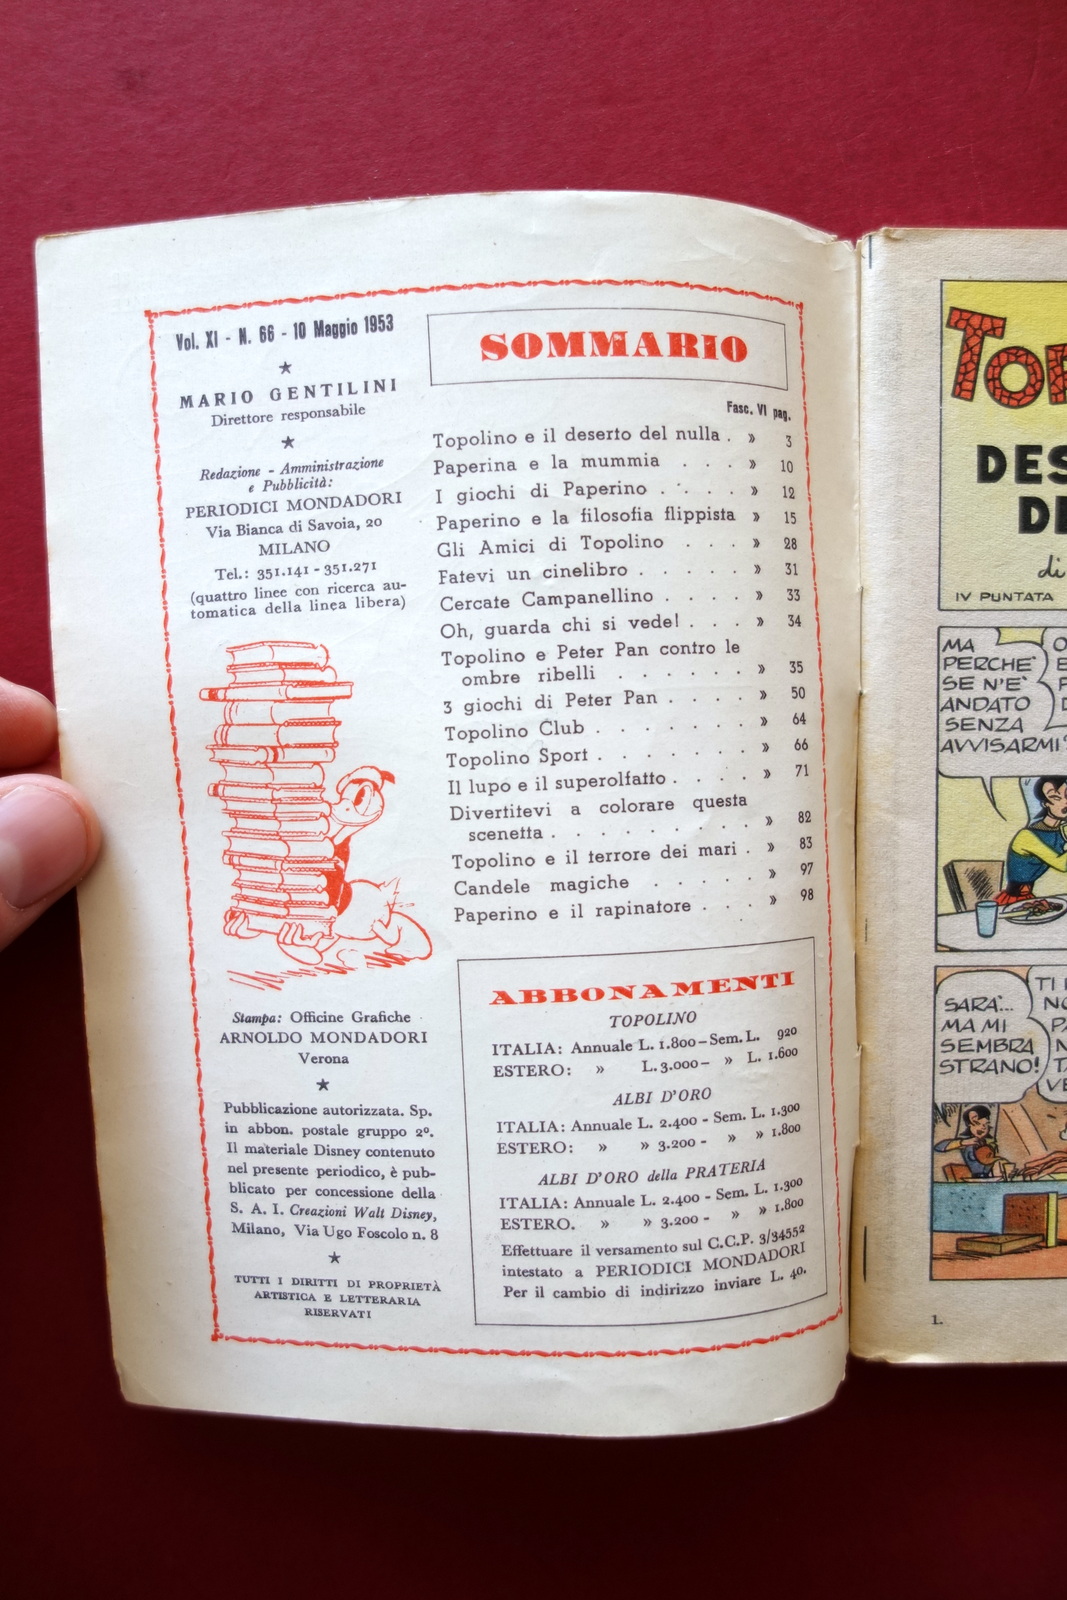 Vol. XI - N. 66 - 10 Maggio 1953
★
MARIO GENTILINI
Direttore responsabile
★
Redazione - Amministrazione
e Pubblicità:
PERIODICI MONDADORI
Via Bianca di Savoia, 20
MILANO
Tel.: 351.141 - 351.271
(quattro linee con ricerca au-
tomatica della linea libera)
Stampa: Officine Grafiche
ARNOLDO MONDADORI
Verona
★
Pubblicazione autorizzata. Sp.
in abbon. postale gruppo 2º.
Il materiale Disney contenuto
nel presente periodico, è pub-
blicato per concessione della
S. A. I. Creazioni Walt Disney,
Milano, Via Ugo Foscolo n. 8
★
TUTTI I DIRITTI DI PROPRIETÀ
ARTISTICA E LETTERARIA
RISERVATI
SOMMARIO
Fasc. VI pag.
Topolino e il deserto del nulla . » 3
Paperina e la mummia . . . » 10
I giochi di Paperino . . . . » 12
Paperino e la filosofia flippista » 15
Gli Amici di Topolino . . . » 28
Fatevi un cinelibro . . . . . » 31
Cercate Campanellino . . . . » 33
Oh, guarda chi si vede! . . . » 34
Topolino e Peter Pan contro le
ombre ribelli . . . . . . » 35
3 giochi di Peter Pan . . . . » 50
Topolino Club . . . . . . » 64
Topolino Sport . . . . . . » 66
Il lupo e il superolfatto . . . . » 71
Divertitevi a colorare questa
scenetta . . . . . . . . . » 82
Topolino e il terrore dei mari . » 83
Candele magiche . . . . . » 97
Paperino e il rapinatore . . . » 98
ABBONAMENTI
TOPOLINO
ITALIA: Annuale L. 1.800 - Sem. L. 920
ESTERO: » L. 3.000 - » L. 1.600
ALBI D'ORO
ITALIA: Annuale L. 2.400 - Sem. L. 1.300
ESTERO: » » 3.200 - » » 1.800
ALBI D'ORO della PRATERIA
ITALIA: Annuale L. 2.400 - Sem. L. 1.300
ESTERO. » » 3.200 - » » 1.800
Effettuare il versamento sul C.C.P. 3/34552
intestato a PERIODICI MONDADORI
Per il cambio di indirizzo inviare L. 40.
DES
DE
di
IV PUNTATA
MA
PERCHE'
SE N'E'
ANDATO
SENZA
AVVISARMI?
SARA'...
MA MI
SEMBRA
STRANO!
1.